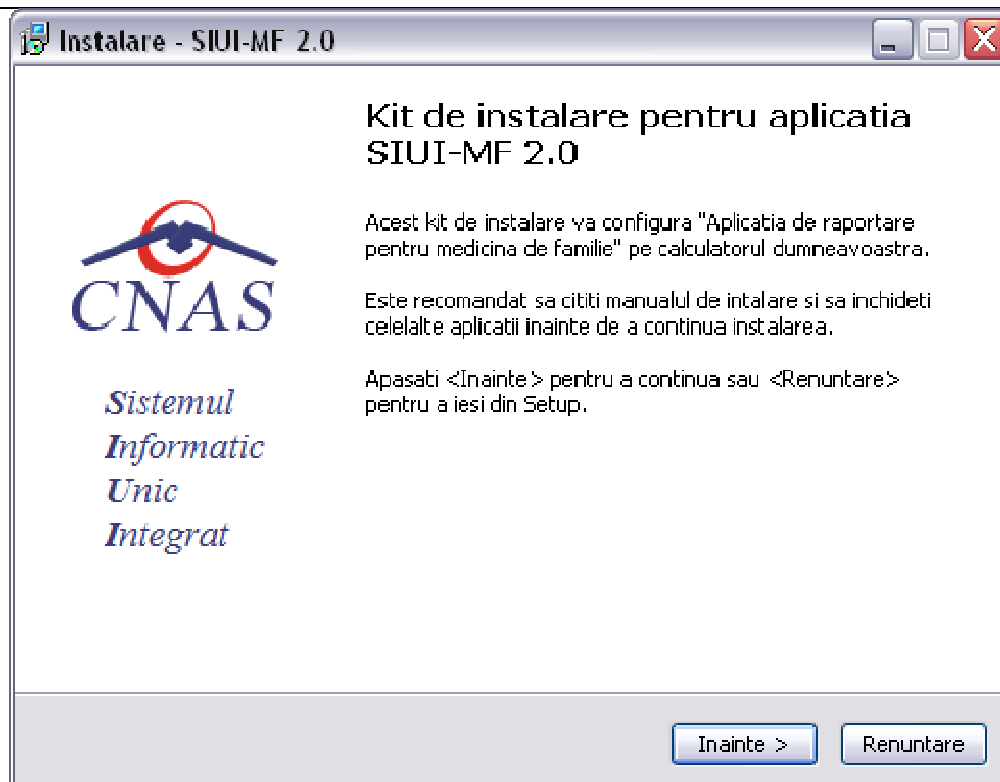 Instalare - SIUI-MF 2.0
Kit de instalare pentru aplicatia
SIUI-MF 2.0
Acest kit de instalare va configura "Aplicatia de raportare
pentru medicina de familie" pe calculatorul dumneavoastra.
Este recomandat sa cititi manualul de intalare si sa inchideti
celelalte aplicatii inainte de a continua instalarea.
Apasati <Inainte> pentru a continua sau <Renuntare>
pentru a iesi din Setup.
CNAS
Sistemul
Informatic
Unic
Integrat
Inainte >
Renuntare